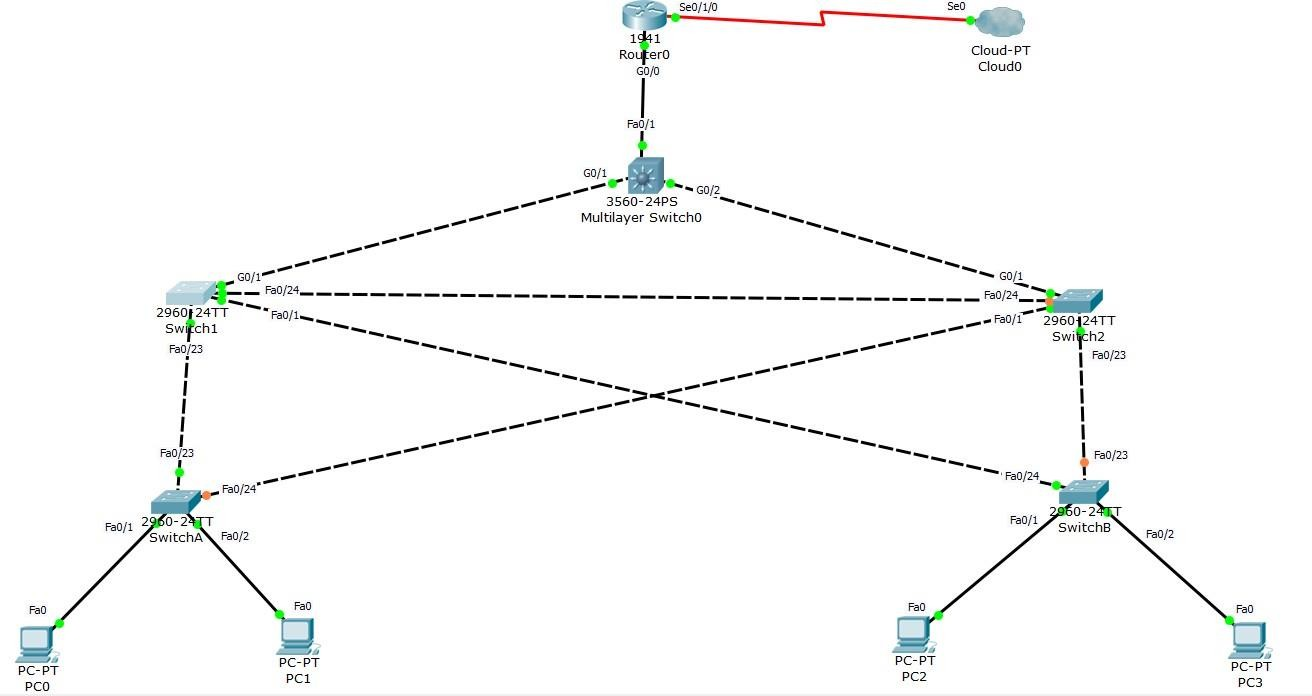 Se0/1/0
Se0
1941
Router0
G0/0
Cloud-PT
Cloud0
Fa0/1
G0/1
G0/2
3560-24PS
Multilayer Switch0
G0/1
Fa0/24
Fa0/1
2960-24TT
Switch1
Fa0/23
G0/1
Fa0/24
Fa0/1
2960-24TT
Switch2
Fa0/23
Fa0/23
Fa0/24
2960-24TT
SwitchA
Fa0/1
Fa0/2
Fa0/23
Fa0/24
2960-24TT
SwitchB
Fa0/1
Fa0/2
Fa0
PC-PT
PC0
Fa0
PC-PT
PC1
Fa0
PC-PT
PC2
Fa0
PC-PT
PC3